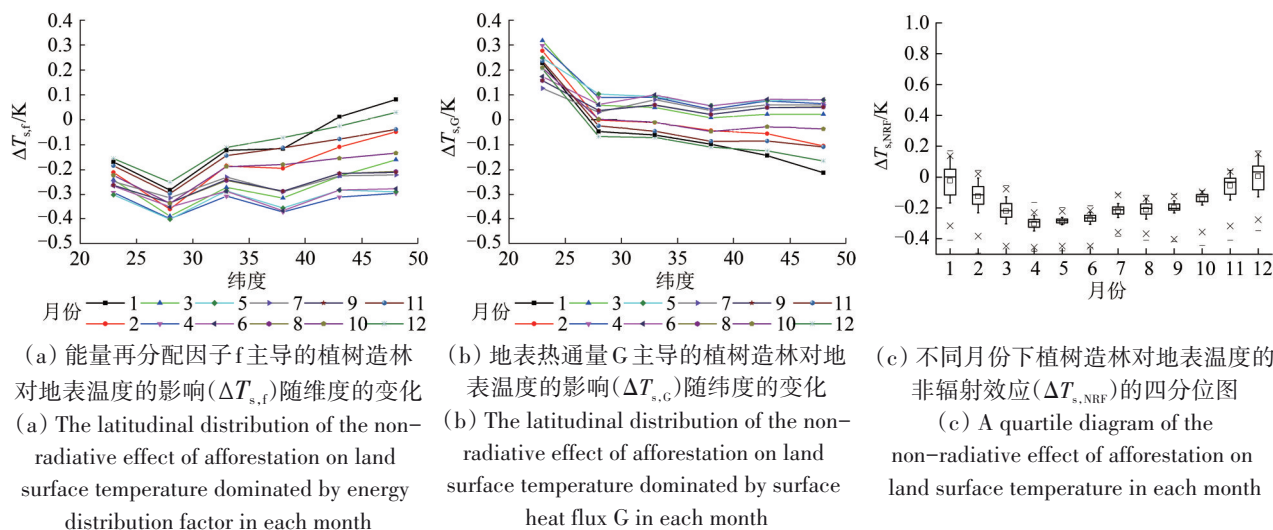 0.4
0.3
0.2
0.1
0
−0.1
−0.2
−0.3
−0.4
−0.5
ΔTs,f/K
20 25 30 35 40 45 50
纬度
月份 1 3 5 7 9 11
2 4 6 8 10 12
(a) 能量再分配因子f主导的植树造林
对地表温度的影响(ΔTs,f)随维度的变化
(a) The latitudinal distribution of the non−
radiative effect of afforestation on land
surface temperature dominated by energy
distribution factor in each month
0.4
0.3
0.2
0.1
0
−0.1
−0.2
−0.3
−0.4
−0.5
ΔTs,G/K
20 25 30 35 40 45 50
纬度
月份 1 3 5 7 9 11
2 4 6 8 10 12
(b) 地表热通量G主导的植树造林对地
表温度的影响(ΔTs,G)随纬度的变化
(b) The latitudinal distribution of the non−
radiative effect of afforestation on land
surface temperature dominated by surface
heat flux G in each month
1.0
0.8
0.6
0.4
0.2
0
−0.2
−0.4
ΔTs,NRF/K
1 2 3 4 5 6 7 8 9 10 11 12
月份
(c) 不同月份下植树造林对地表温度的
非辐射效应(ΔTs,NRF)的四分位图
(c) A quartile diagram of the
non−radiative effect of afforestation on
land surface temperature in each month